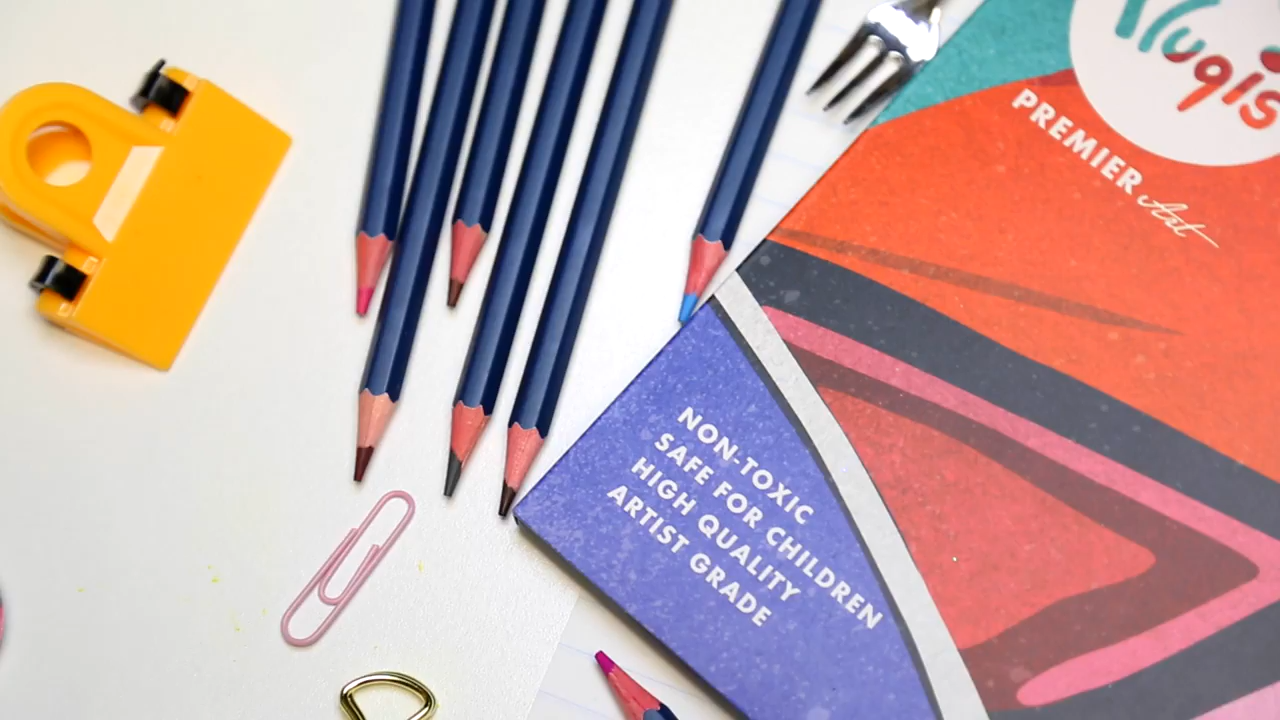 PREMIER Art
NON-TOXIC
SAFE FOR CHILDREN
HIGH QUALITY
ARTIST GRADE